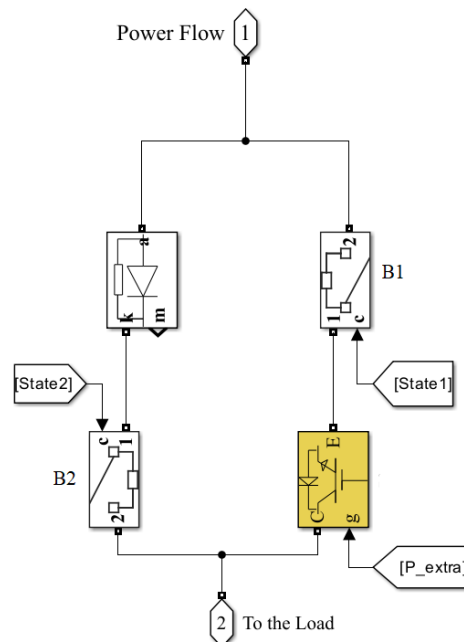 Power Flow
1
a
2
B1
k
m
1
c
[State2]
[State1]
c
1
E
B2
2
C
g
[P_extra]
2
To the Load